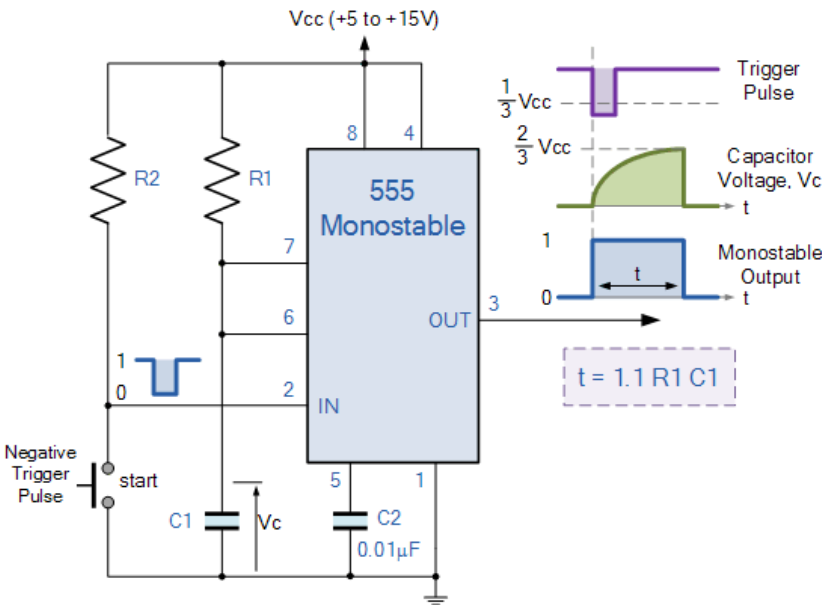 Vcc (+5 to +15V)
Trigger
Pulse
1/3 Vcc
8
4
2/3 Vcc
R2
R1
555
Monostable
Capacitor
Voltage, Vc
t
7
1
Monostable
Output
t
0
t
3
6
OUT
1
0
2
IN
t = 1.1 R1 C1
Negative
Trigger
Pulse
start
5
1
C1
Vc
C2
0.01µF